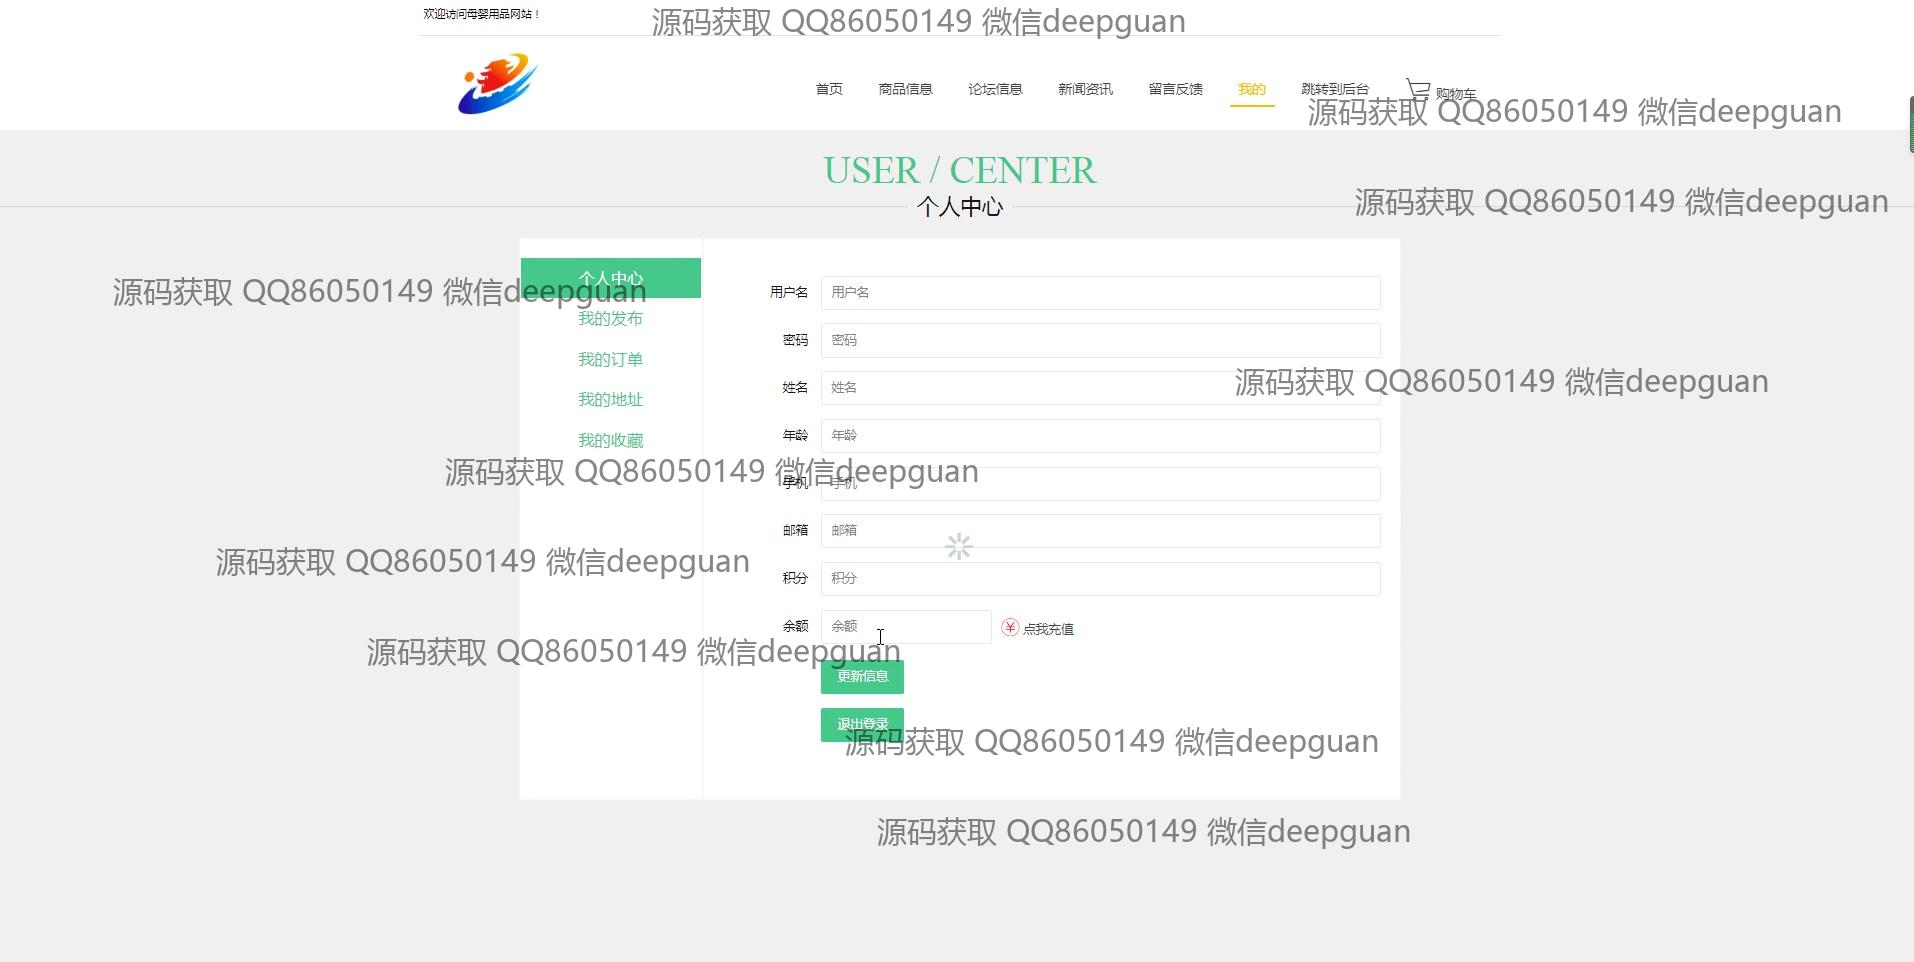 欢迎访问母婴用品网站！
源码获取 QQ86050149 微信deepguan
首页 商品信息 论坛信息 新闻资讯 留言反馈 我的 跳转到后台 购物车
源码获取 QQ86050149 微信deepguan
USER / CENTER
个人中心
源码获取 QQ86050149 微信deepguan
个人中心
源码获取 QQ86050149 微信deepguan
我的发布
我的订单
我的地址
我的收藏
用户名 用户名
密码 密码
姓名 姓名
源码获取 QQ86050149 微信deepguan
年龄 年龄
源码获取 QQ86050149 微信deepguan
手机 手机
邮箱 邮箱
源码获取 QQ86050149 微信deepguan
积分 积分
余额 余额 点我充值
源码获取 QQ86050149 微信deepguan
更新信息
退出登录
源码获取 QQ86050149 微信deepguan
源码获取 QQ86050149 微信deepguan